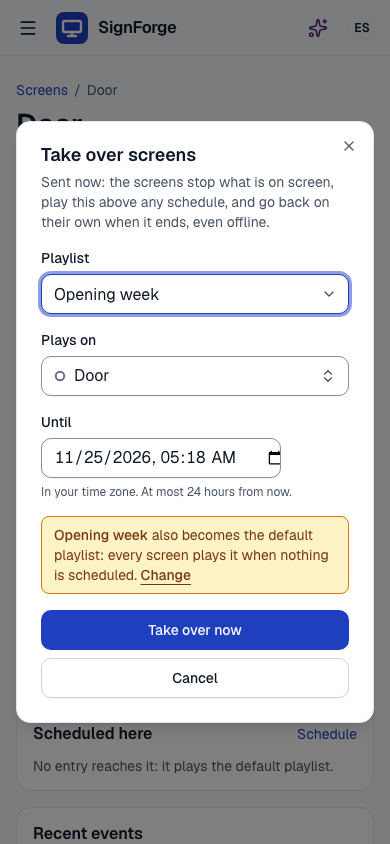 SignForge
ES
Screens / Door
Take over screens
Sent now: the screens stop what is on screen,
play this above any schedule, and go back on
their own when it ends, even offline.
Playlist
Opening week
Plays on
Door
Until
11/25/2026, 05:18 AM
In your time zone. At most 24 hours from now.
Opening week also becomes the default
playlist: every screen plays it when nothing
is scheduled. Change
Take over now
Cancel
Scheduled here
Schedule
No entry reaches it: it plays the default playlist.
Recent events